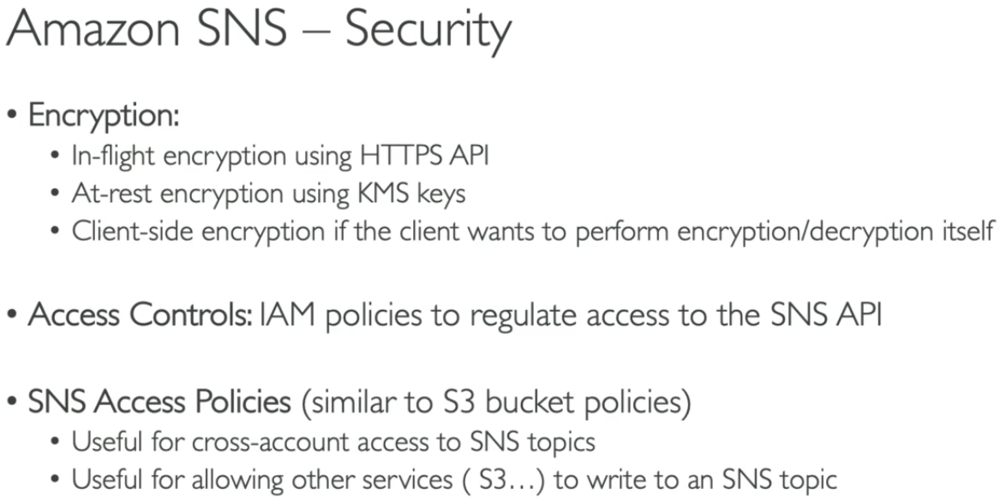 Amazon SNS – Security
• Encryption:
• In-flight encryption using HTTPS API
• At-rest encryption using KMS keys
• Client-side encryption if the client wants to perform encryption/decryption itself
• Access Controls: IAM policies to regulate access to the SNS API
• SNS Access Policies (similar to S3 bucket policies)
• Useful for cross-account access to SNS topics
• Useful for allowing other services ( S3…) to write to an SNS topic